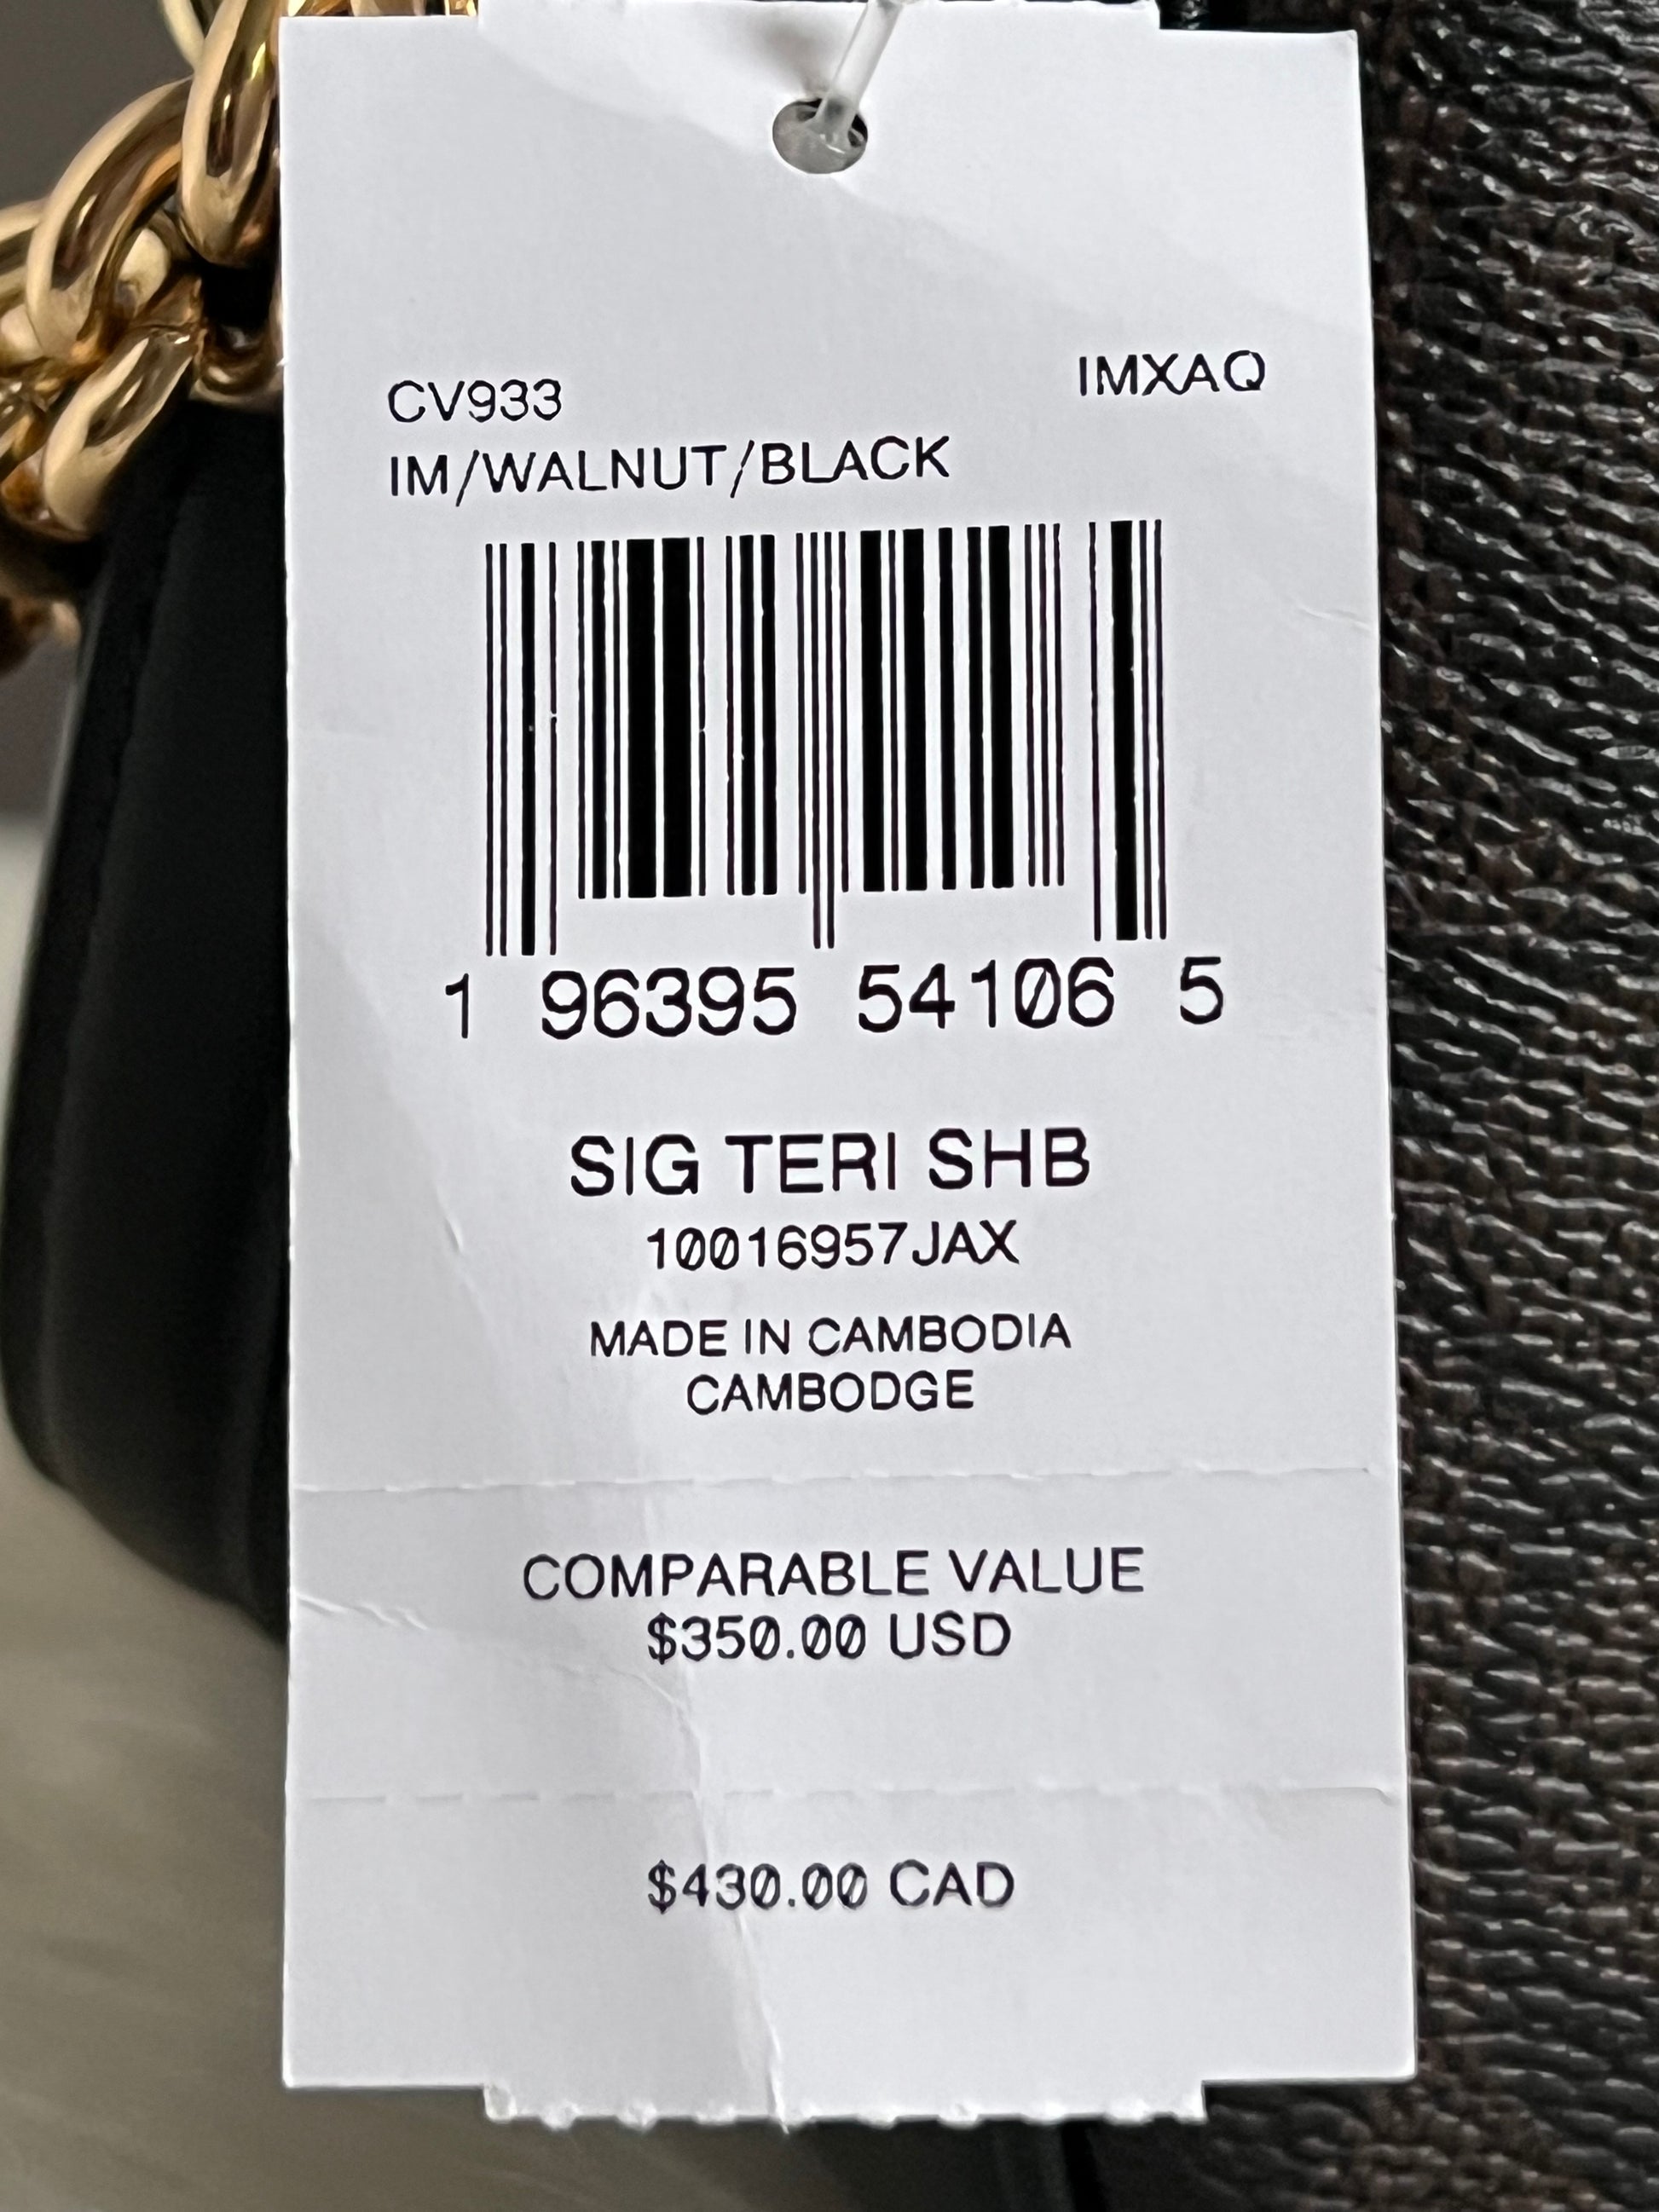 CV933 IMXAQ
IM/WALNUT/BLACK
1 96395 54106 5
SIG TERI SHB
10016957JAX
MADE IN CAMBODIA
CAMBODGE
COMPARABLE VALUE
$350.00 USD
$430.00 CAD